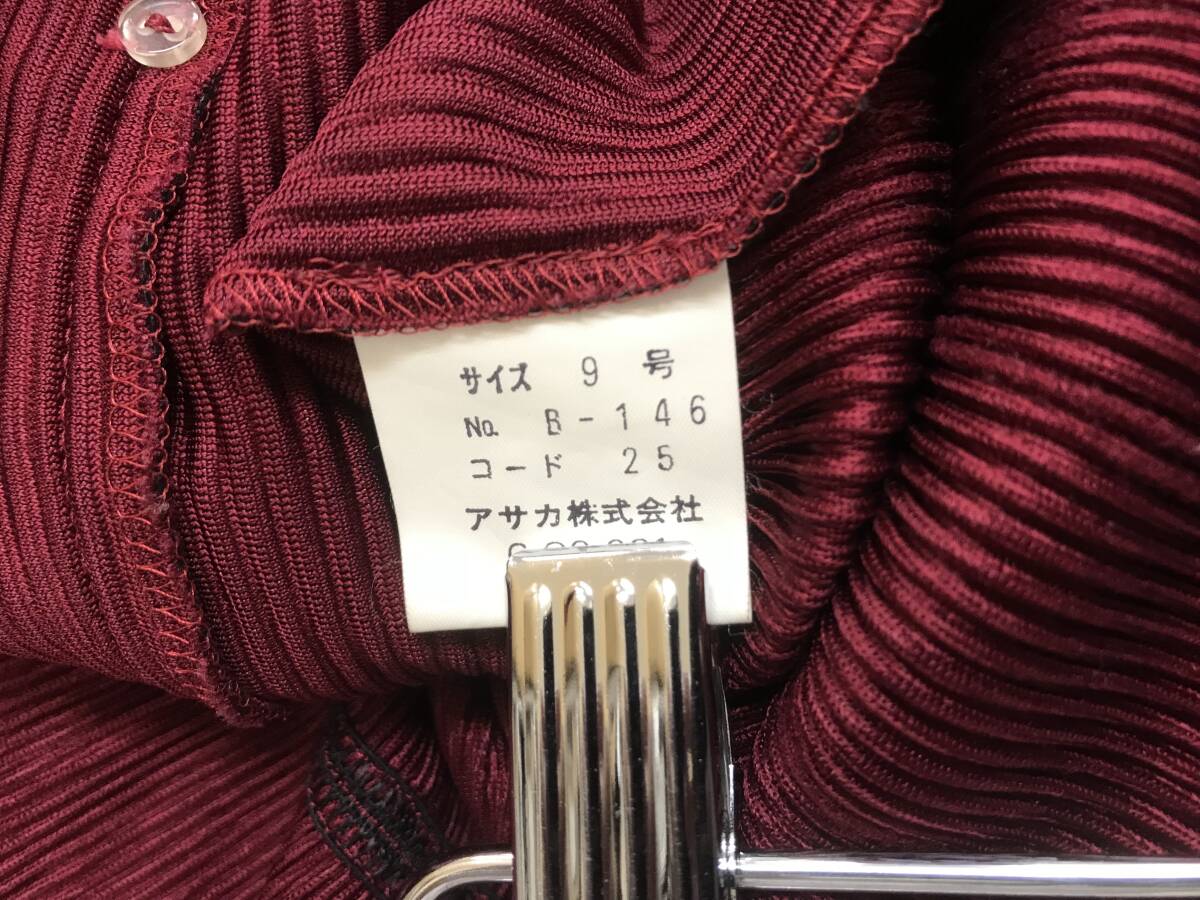 サイズ 9 号
No. B-146
コード 25
アサカ株式会社